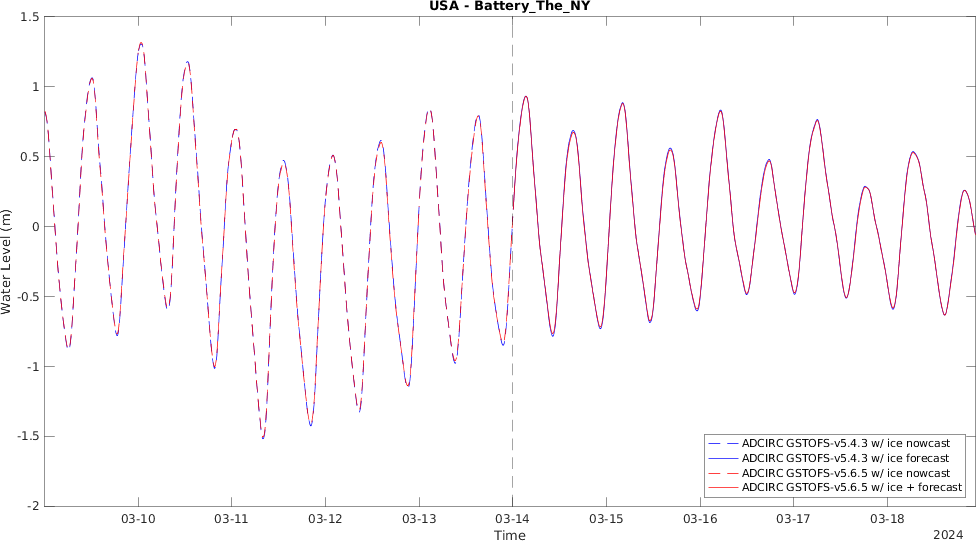 USA - Battery_The_NY
1.5
1
0.5
0
-0.5
-1
-1.5
-2
Water Level (m)
ADCIRC GSTOFS-v5.4.3 w/ ice nowcast
ADCIRC GSTOFS-v5.4.3 w/ ice forecast
ADCIRC GSTOFS-v5.6.5 w/ ice nowcast
ADCIRC GSTOFS-v5.6.5 w/ ice + forecast
03-10 03-11 03-12 03-13 03-14 03-15 03-16 03-17 03-18
Time
2024